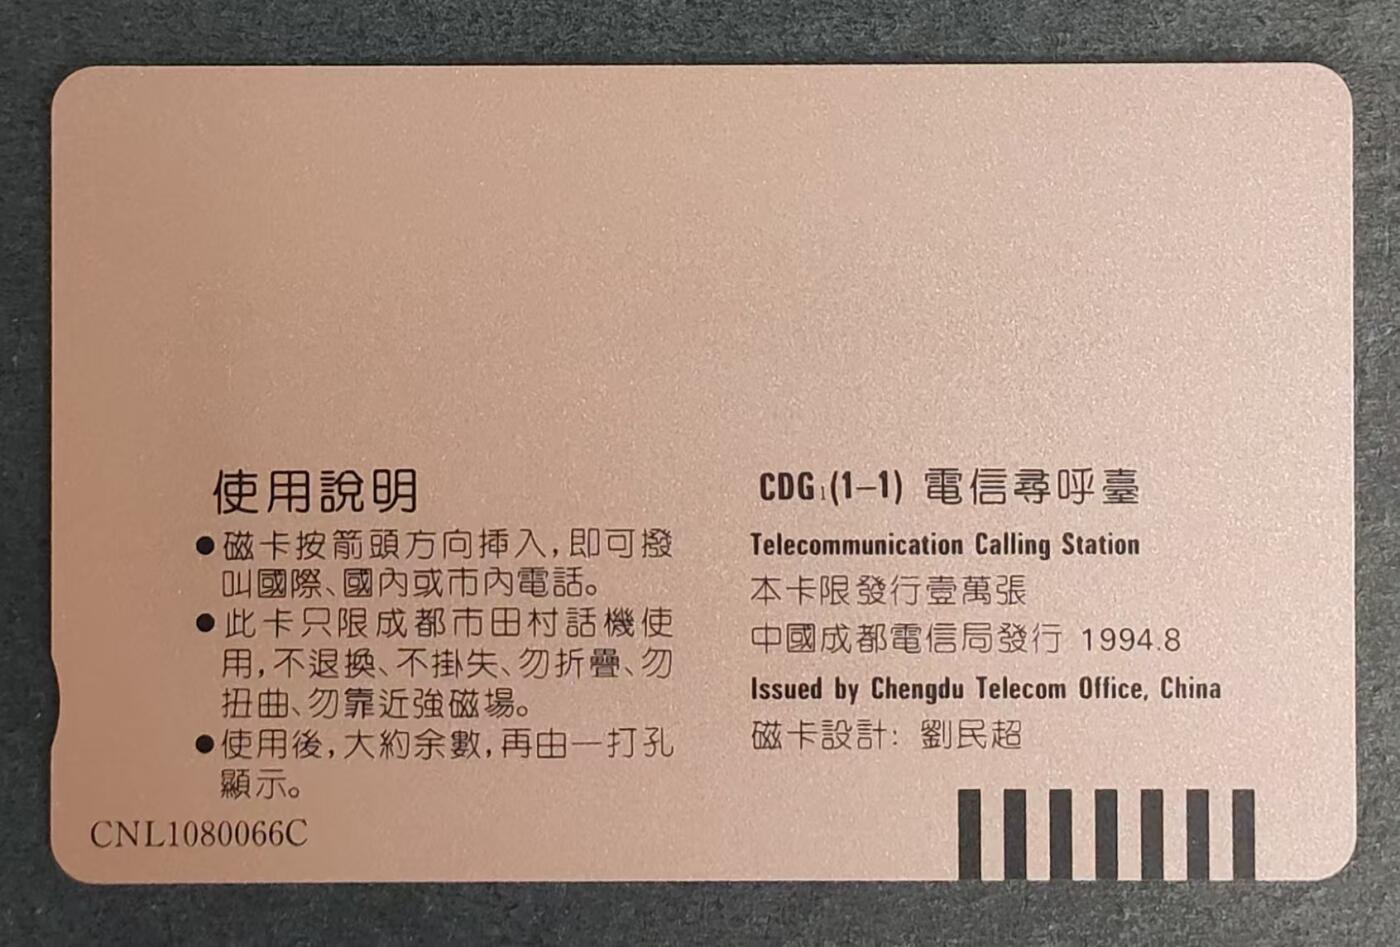 使用說明
●磁卡按箭頭方向挿入,即可撥
叫國際、國內或市內電話。
●此卡只限成都市田村話機使
用,不退換、不掛失、勿折疊、勿
扭曲、勿靠近強磁場。
●使用後,大約余數,再由一打孔
顯示。
CNL1080066C
CDG₁(1–1) 電信尋呼臺
Telecommunication Calling Station
本卡限發行壹萬張
中國成都電信局發行 1994.8
Issued by Chengdu Telecom Office, China
磁卡設計: 劉民超